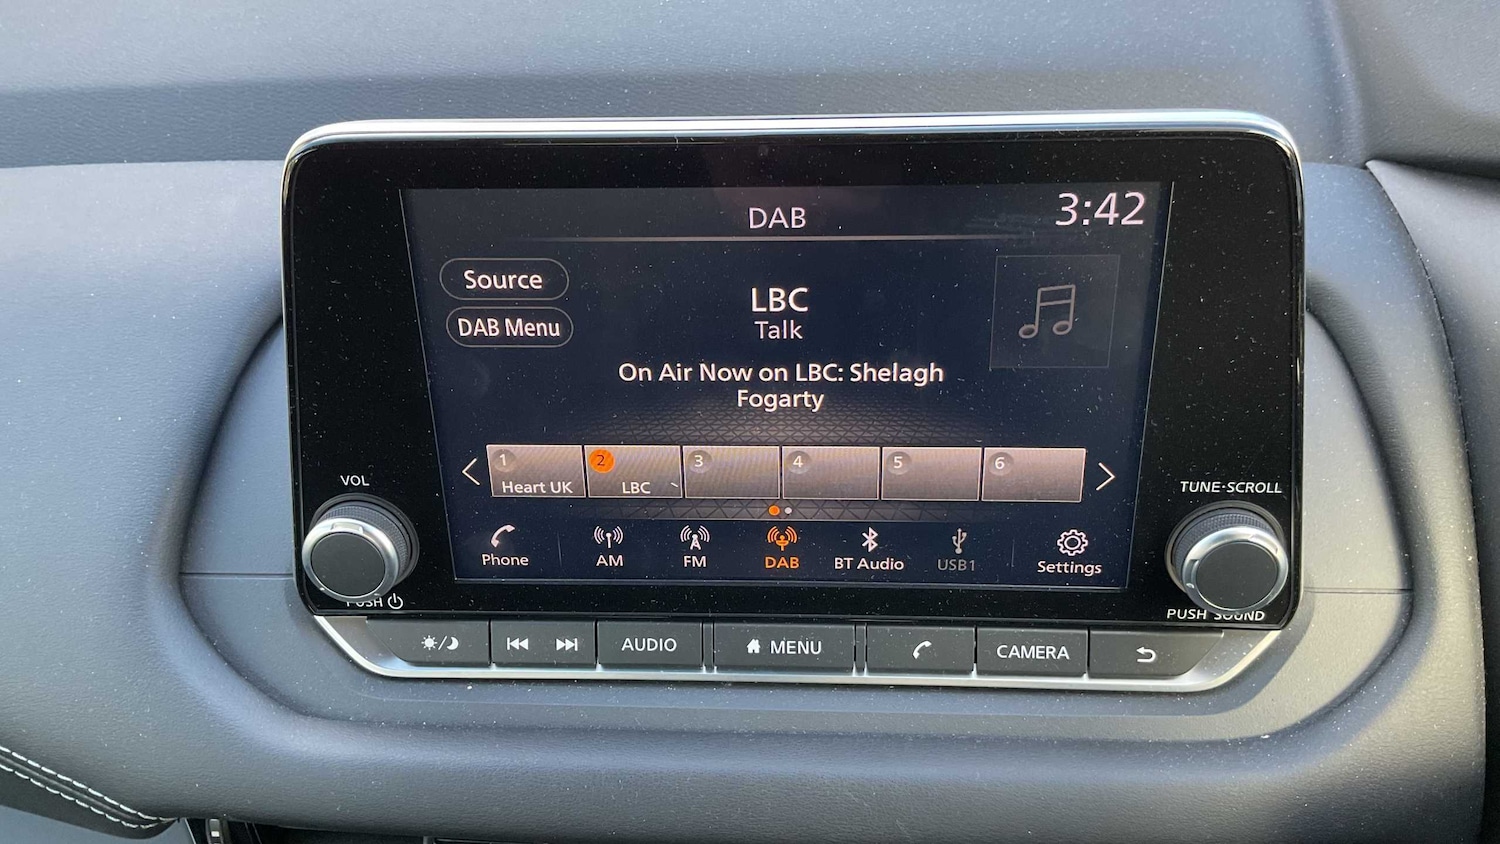 DAB
3:42
Source
DAB Menu
LBC
Talk
On Air Now on LBC: Shelagh
Fogarty
1
Heart UK
2
LBC
3
4
5
6
Phone
AM
FM
DAB
BT Audio
USB1
Settings
VOL
PUSH
TUNE·SCROLL
PUSH SOUND
AUDIO
MENU
CAMERA